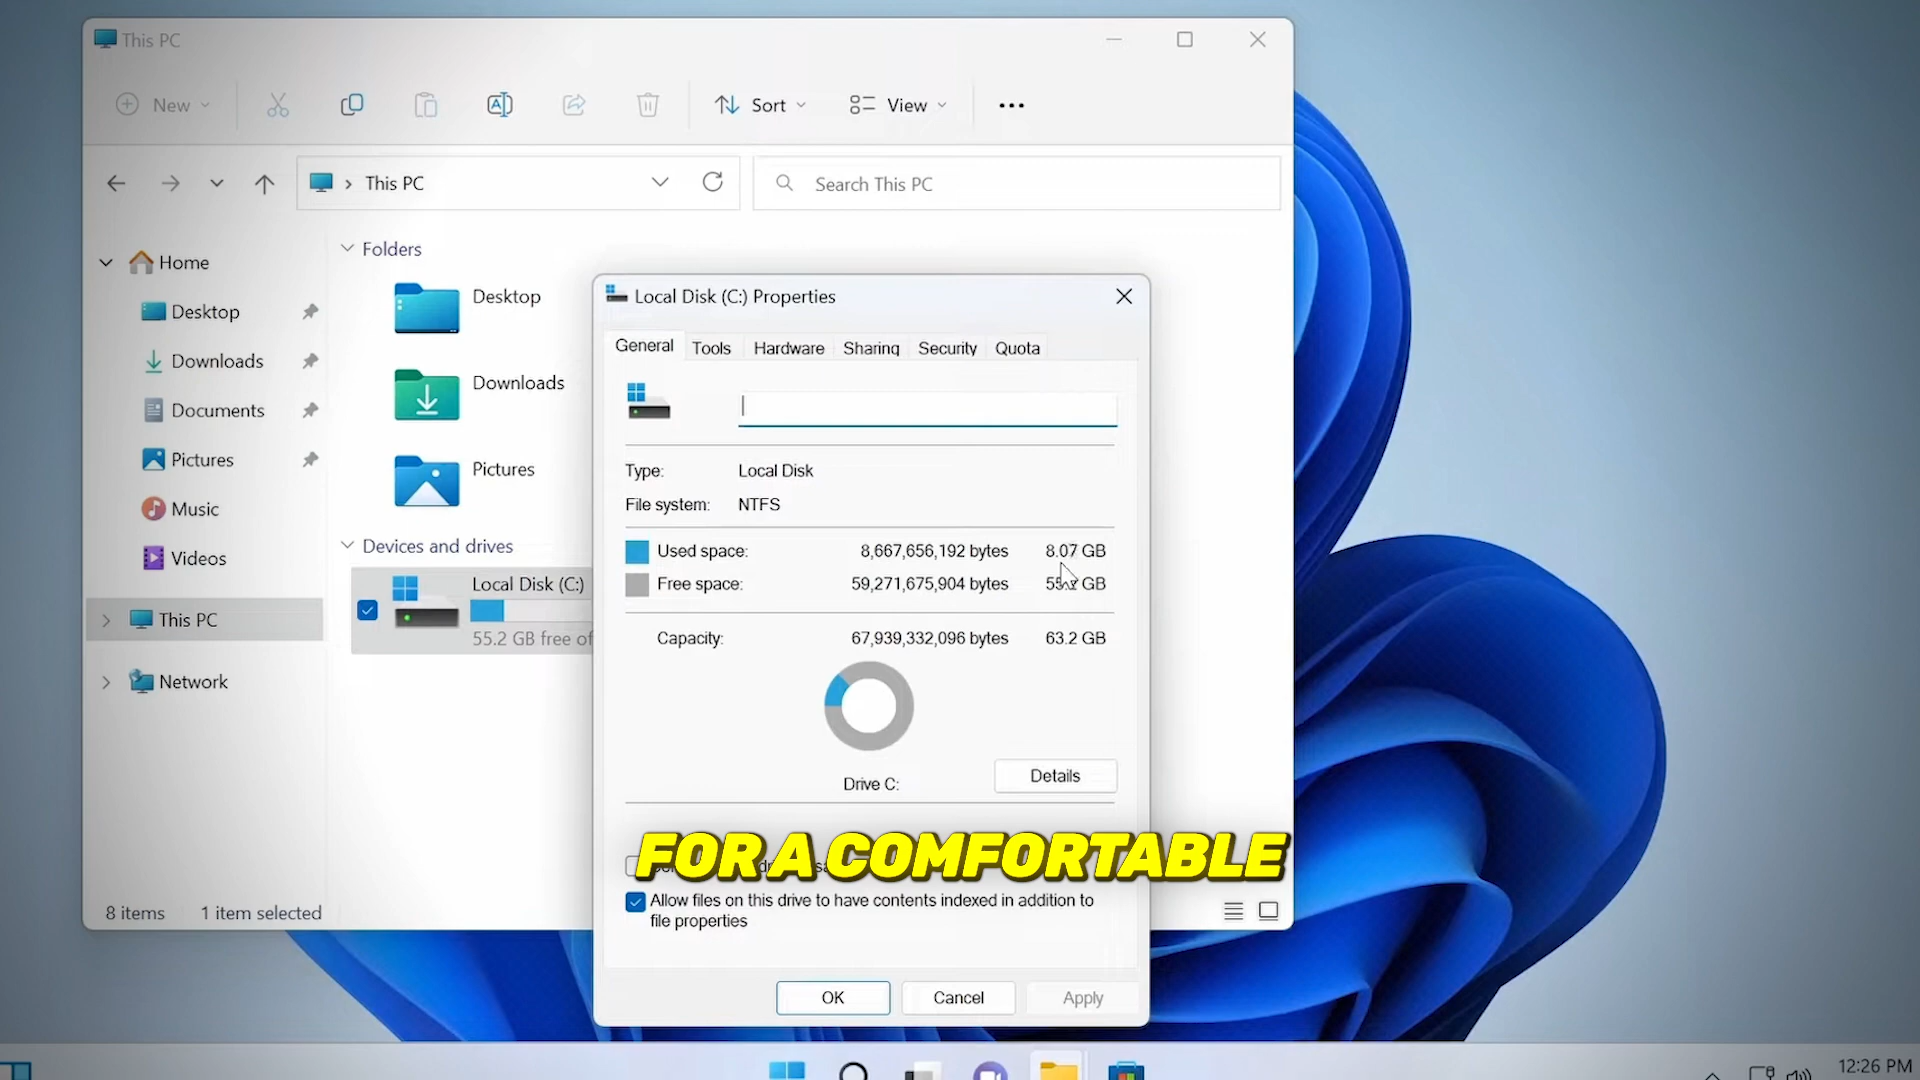 This PC
New
Sort
View
This PC
Search This PC
Home
Desktop
Downloads
Documents
Pictures
Music
Videos
This PC
Network
Folders
Desktop
Downloads
Pictures
Devices and drives
Local Disk (C:)
55.2 GB free of
8 items 1 item selected
Local Disk (C:) Properties
General Tools Hardware Sharing Security Quota
Type: Local Disk
File system: NTFS
Used space: 8,667,656,192 bytes 8.07 GB
Free space: 59,271,675,904 bytes 55.2 GB
Capacity: 67,939,332,096 bytes 63.2 GB
Drive C:
Details
FOR A COMFORTABLE
Allow files on this drive to have contents indexed in addition to
file properties
OK Cancel Apply
12:26 PM